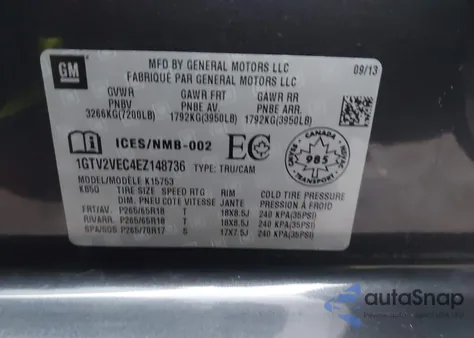 GM
MFD BY GENERAL MOTORS LLC
FABRIQUÉ PAR GENERAL MOTORS LLC
09/13
GVWR GAWR FRT GAWR RR
PNBV PNBE AV. PNBE ARR.
3266KG(7200LB) 1792KG(3950LB) 1792KG(3950LB)
ICES/NMB-002 EC CANADA 985
1GTV2VEC4EZ148736 TYPE: TRU/CAM
MODEL/MODÈLE K15753
K850 TIRE SIZE SPEED RTG RIM COLD TIRE PRESSURE
DIM. PNEU COTE VITESSE JANTE PRESSION À FROID
FRT/AV. P265/65R18 T 18X8.5J 240 KPA(35PSI)
RR/ARR. P265/65R18 T 18X8.5J 240 KPA(35PSI)
SPA/SDS P265/70R17 S 17X7.5J 240 KPA(35PSI)
autoSnap